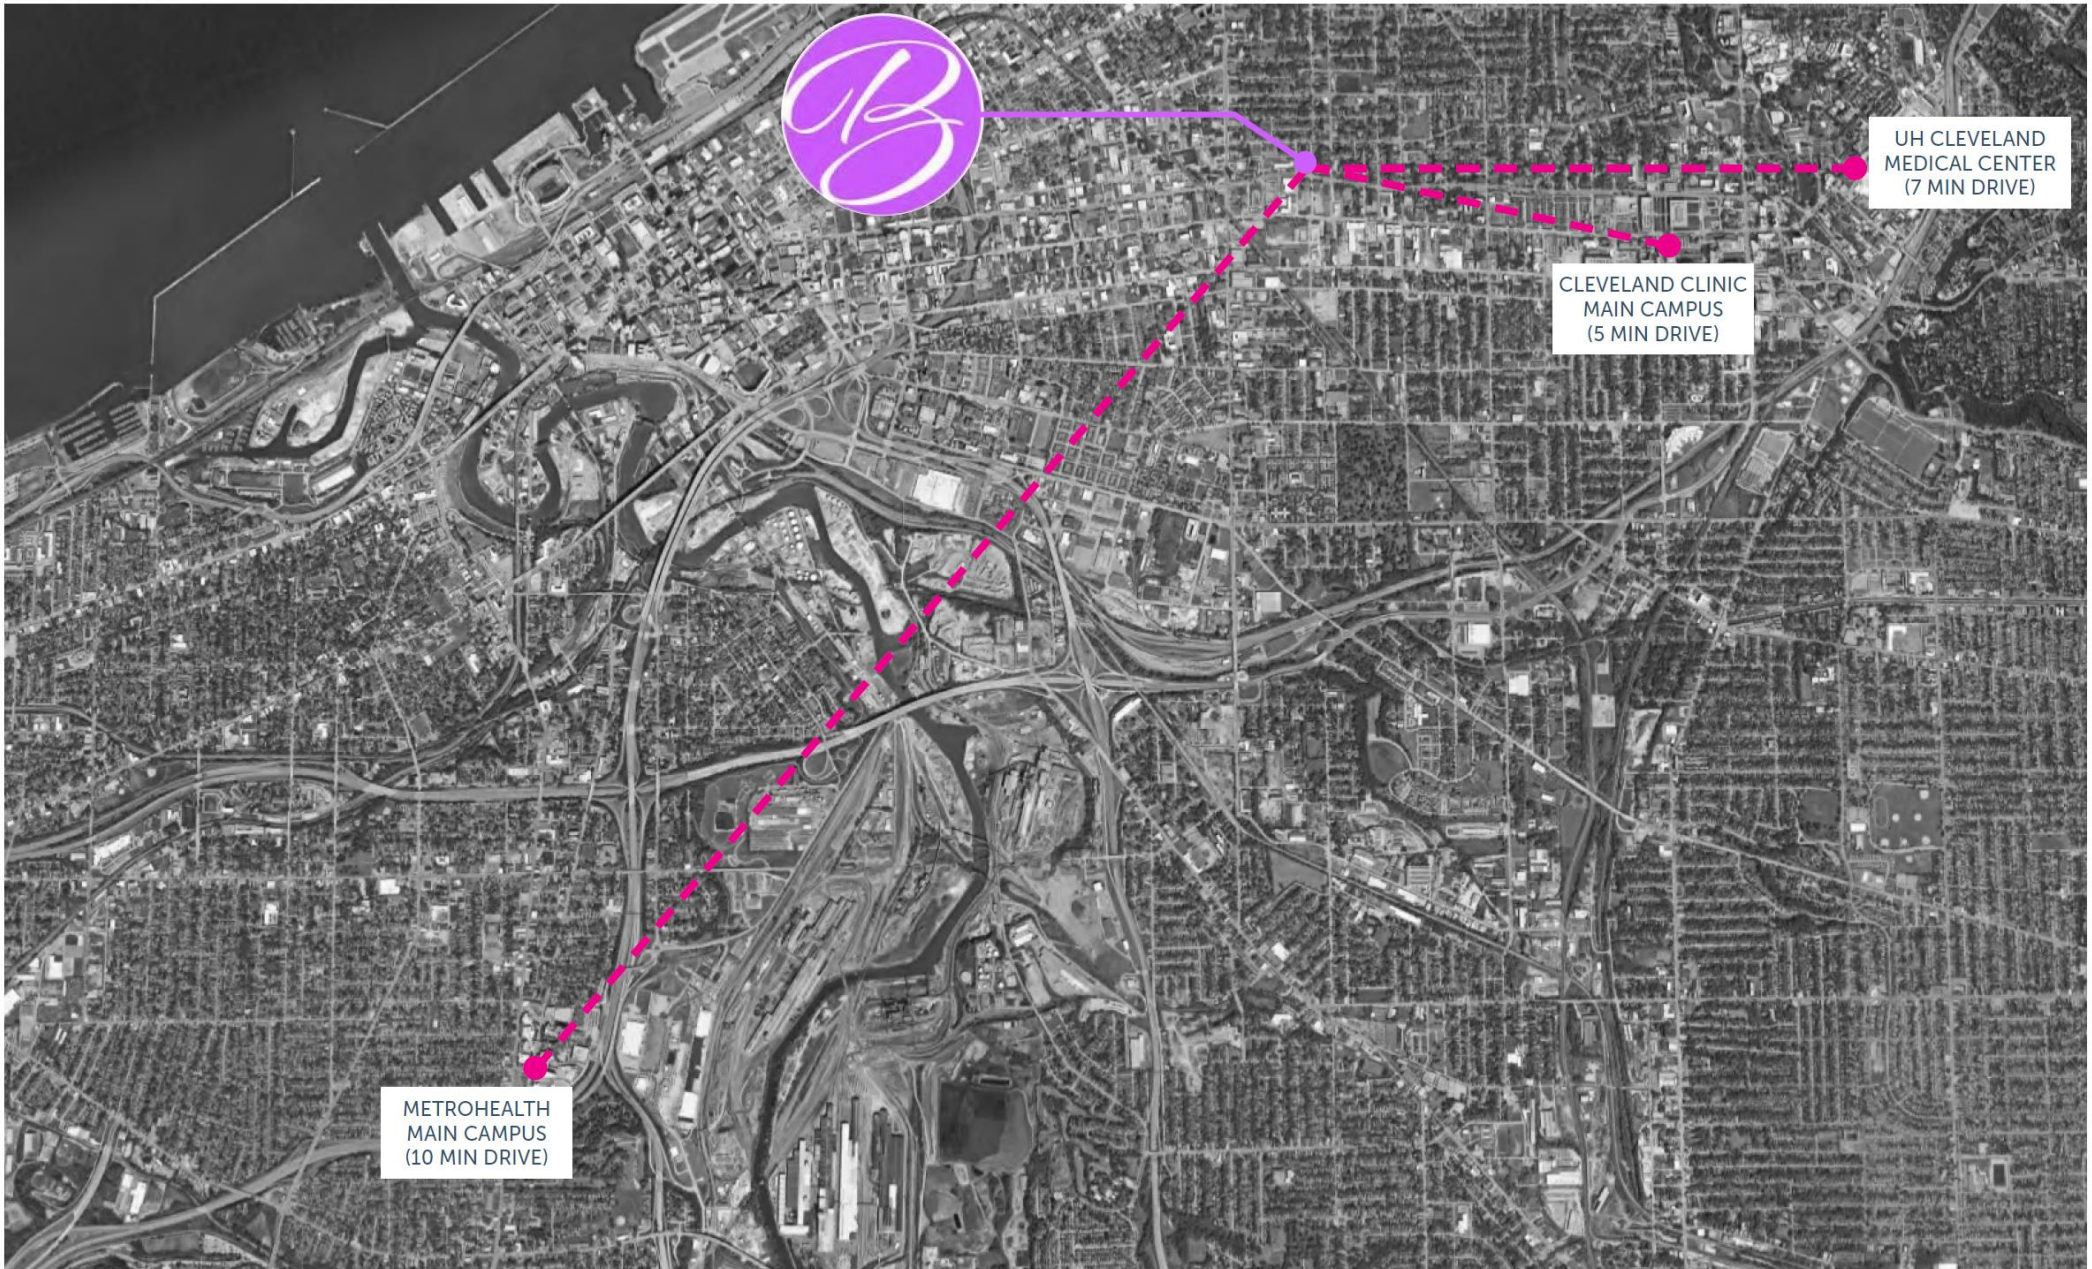 B
UH CLEVELAND
MEDICAL CENTER
(7 MIN DRIVE)
CLEVELAND CLINIC
MAIN CAMPUS
(5 MIN DRIVE)
METROHEALTH
MAIN CAMPUS
(10 MIN DRIVE)